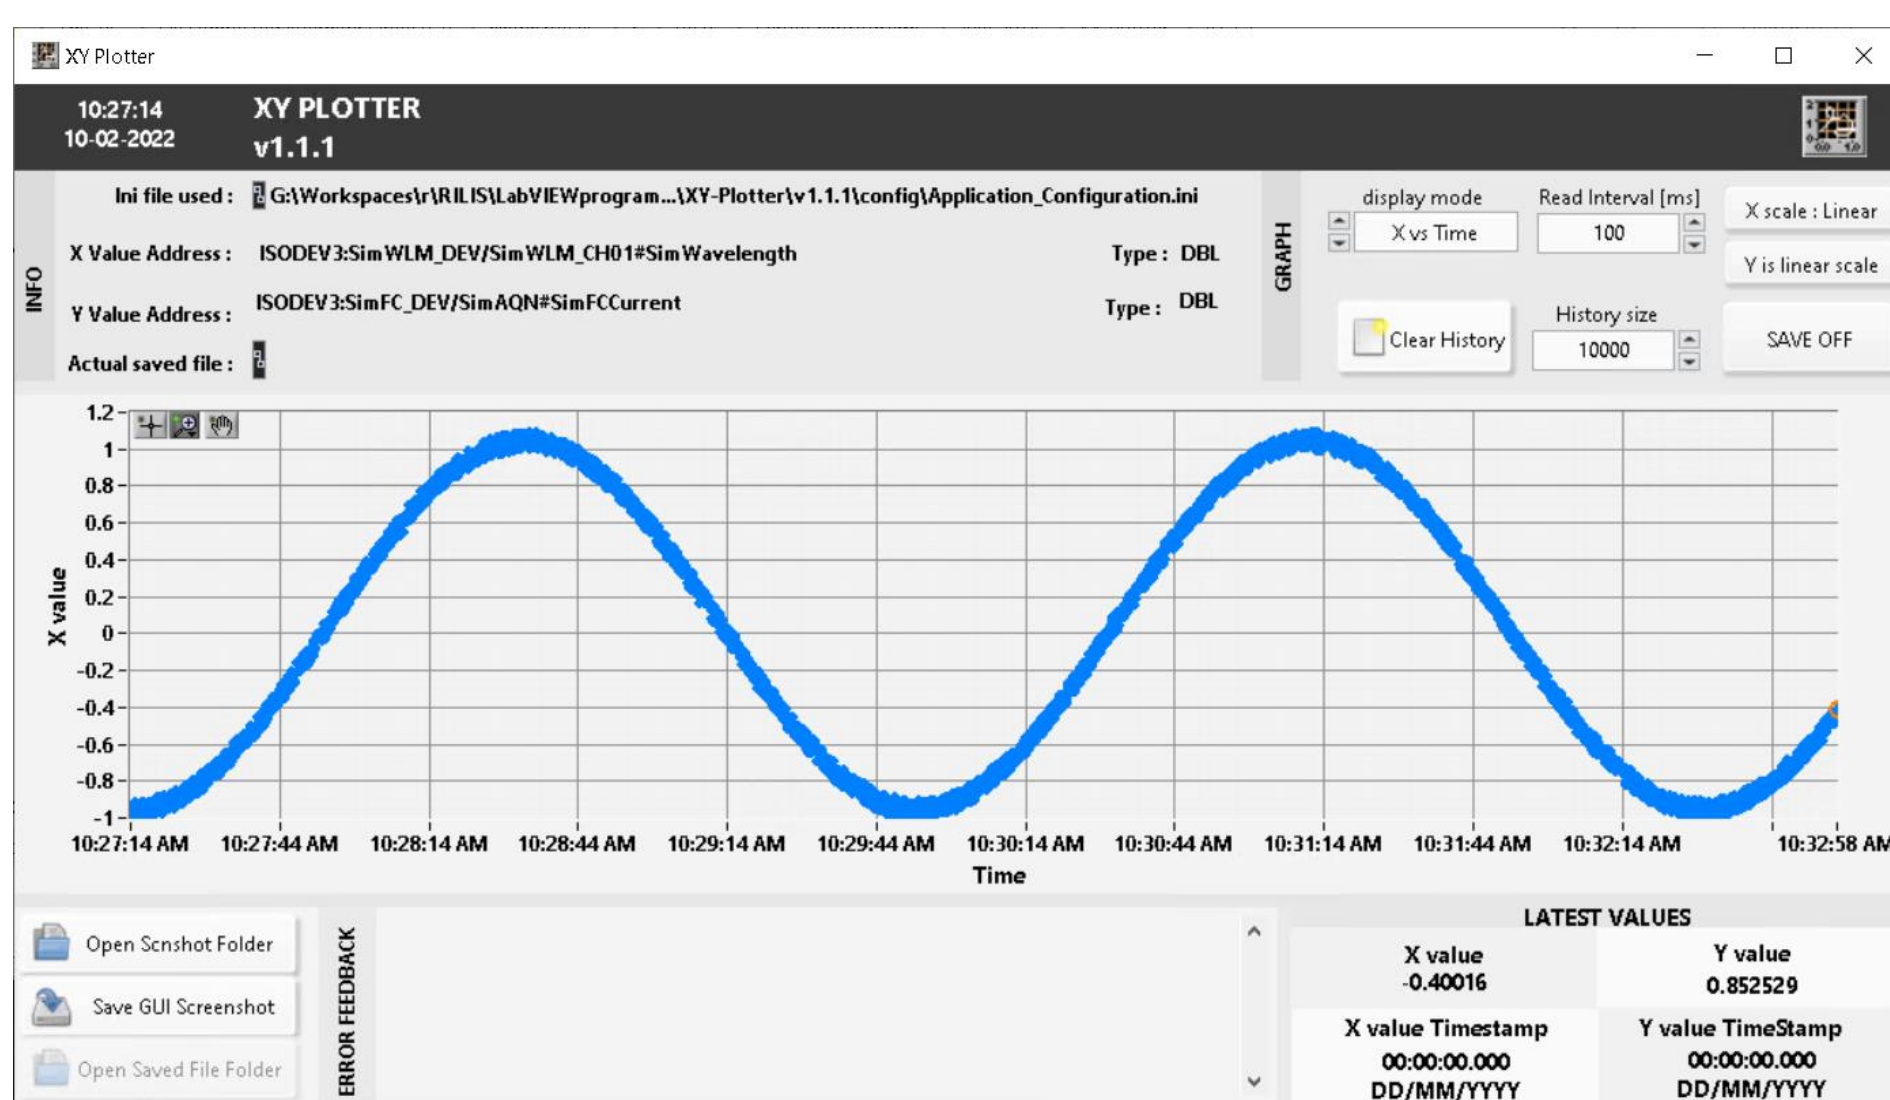 XY Plotter
10:27:14
10-02-2022
XY PLOTTER
v1.1.1
INFO
Ini file used :
G:\Workspaces\r\RILIS\LabVIEWprogram...\XY-Plotter\v1.1.1\config\Application_Configuration.ini
X Value Address :
ISODEV3:SimWLM_DEV/SimWLM_CH01#SimWavelength
Type : DBL
Y Value Address :
ISODEV3:SimFC_DEV/SimAQN#SimFCCurrent
Type : DBL
Actual saved file :
GRAPH
display mode
X vs Time
Read Interval [ms]
100
X scale : Linear
Y is linear scale
Clear History
History size
10000
SAVE OFF
X value
1.2
1
0.8
0.6
0.4
0.2
0
-0.2
-0.4
-0.6
-0.8
-1
10:27:14 AM 10:27:44 AM 10:28:14 AM 10:28:44 AM 10:29:14 AM 10:29:44 AM 10:30:14 AM 10:30:44 AM 10:31:14 AM 10:31:44 AM 10:32:14 AM 10:32:58 AM
Time
Open Scnshot Folder
Save GUI Screenshot
Open Saved File Folder
ERROR FEEDBACK
LATEST VALUES
X value
-0.40016
Y value
0.852529
X value Timestamp
00:00:00.000
DD/MM/YYYY
Y value TimeStamp
00:00:00.000
DD/MM/YYYY